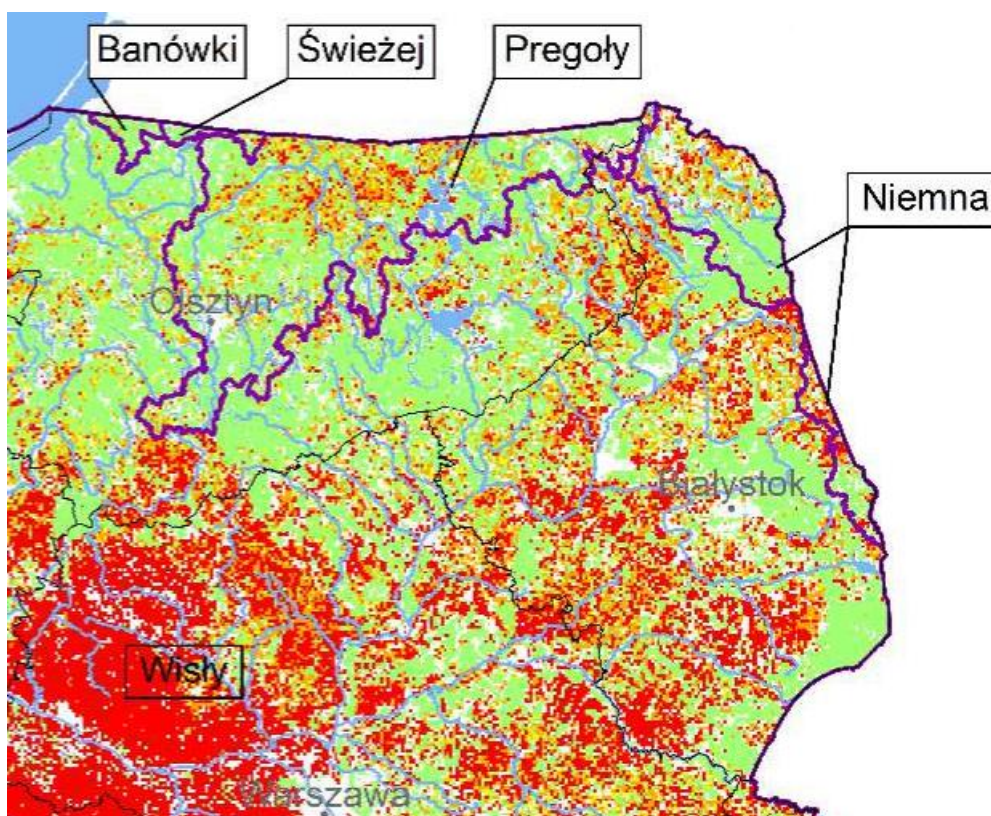 Banówki
Świeżej
Pregoły
Niemna
Olsztyn
Białystok
Wisły
Warszawa